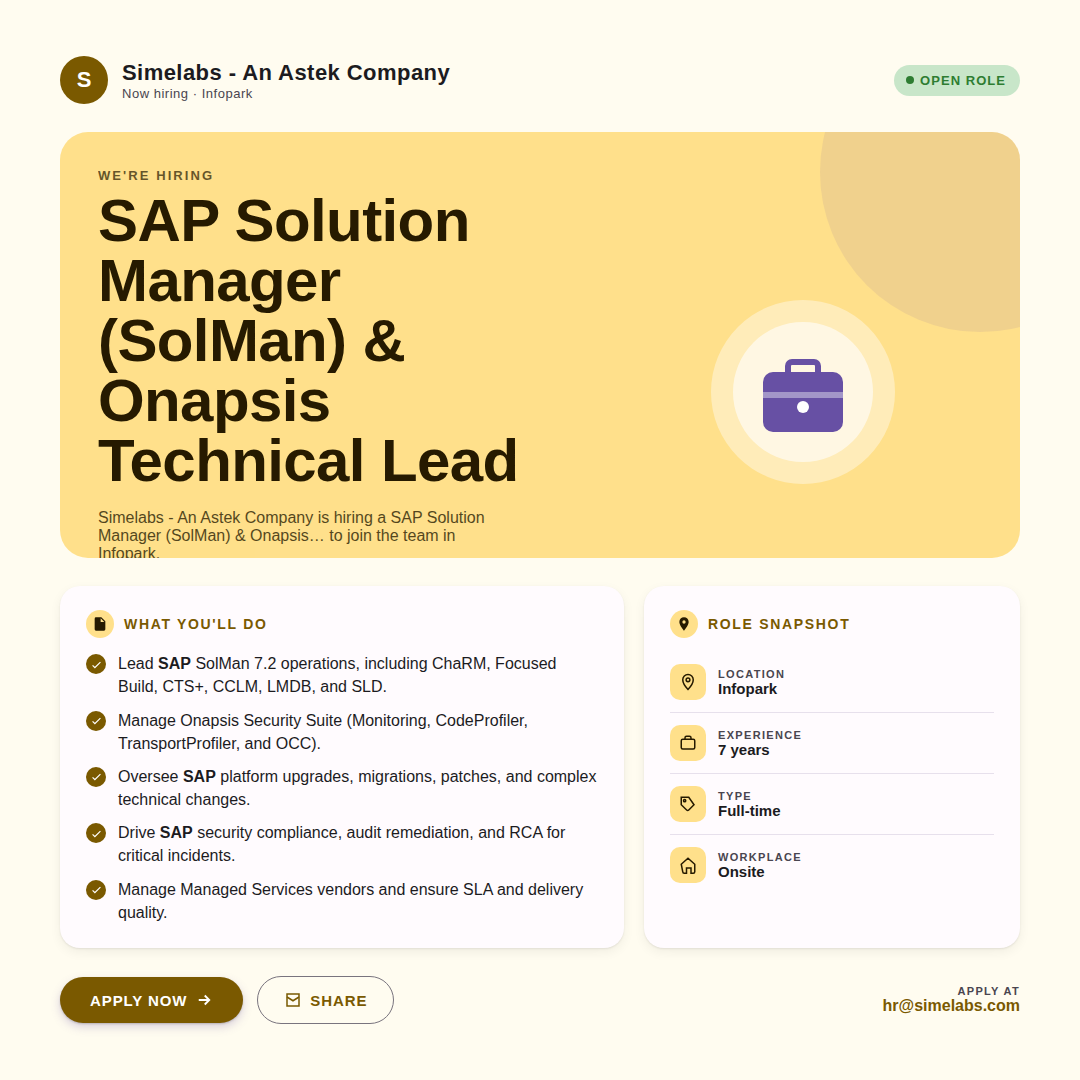 S
Simelabs - An Astek Company
Now hiring · Infopark
OPEN ROLE
WE'RE HIRING
SAP Solution
Manager
(SolMan) &
Onapsis
Technical Lead
Simelabs - An Astek Company is hiring a SAP Solution
Manager (SolMan) & Onapsis… to join the team in
Infopark.
WHAT YOU'LL DO
Lead SAP SolMan 7.2 operations, including ChaRM, Focused
Build, CTS+, CCLM, LMDB, and SLD.
Manage Onapsis Security Suite (Monitoring, CodeProfiler,
TransportProfiler, and OCC).
Oversee SAP platform upgrades, migrations, patches, and complex
technical changes.
Drive SAP security compliance, audit remediation, and RCA for
critical incidents.
Manage Managed Services vendors and ensure SLA and delivery
quality.
ROLE SNAPSHOT
LOCATION
Infopark
EXPERIENCE
7 years
TYPE
Full-time
WORKPLACE
Onsite
APPLY NOW
SHARE
APPLY AT
hr@simelabs.com